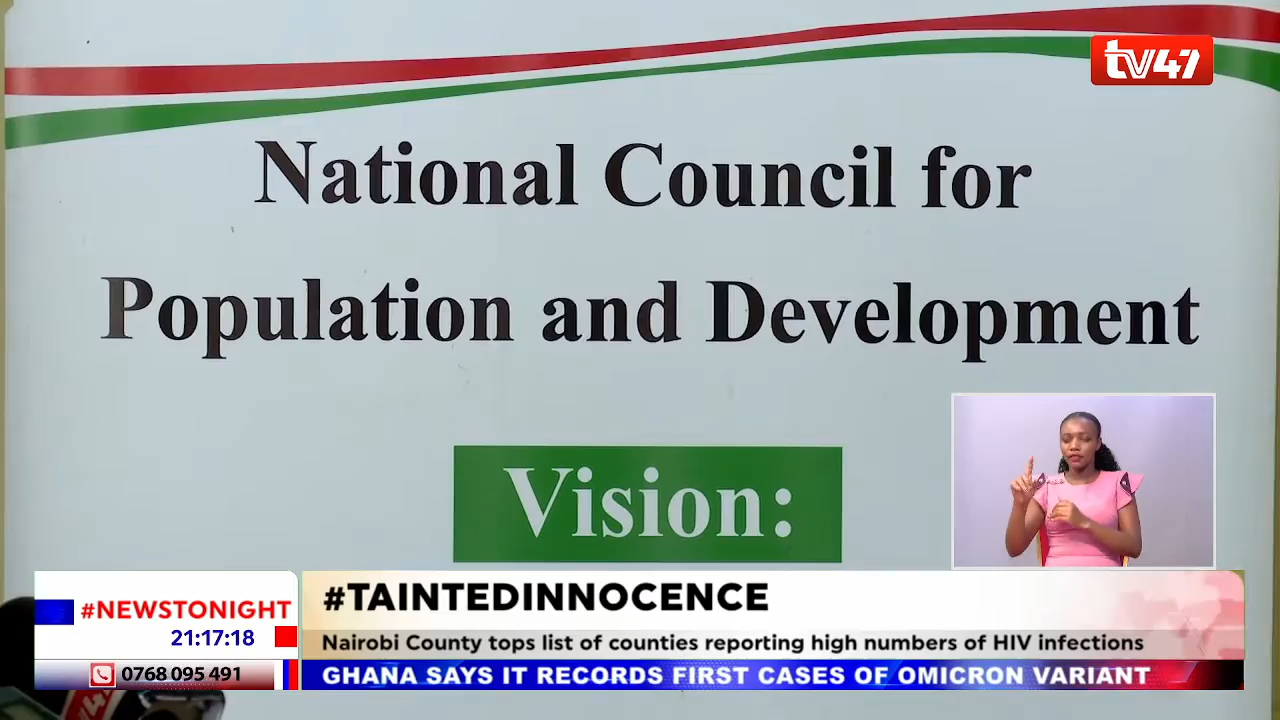 tv47
National Council for
Population and Development
Vision:
#TAINTEDINNOCENCE
#NEWSTONIGHT
21:17:18
Nairobi County tops list of counties reporting high numbers of HIV infections
0768 095 491
GHANA SAYS IT RECORDS FIRST CASES OF OMICRON VARIANT
tv47